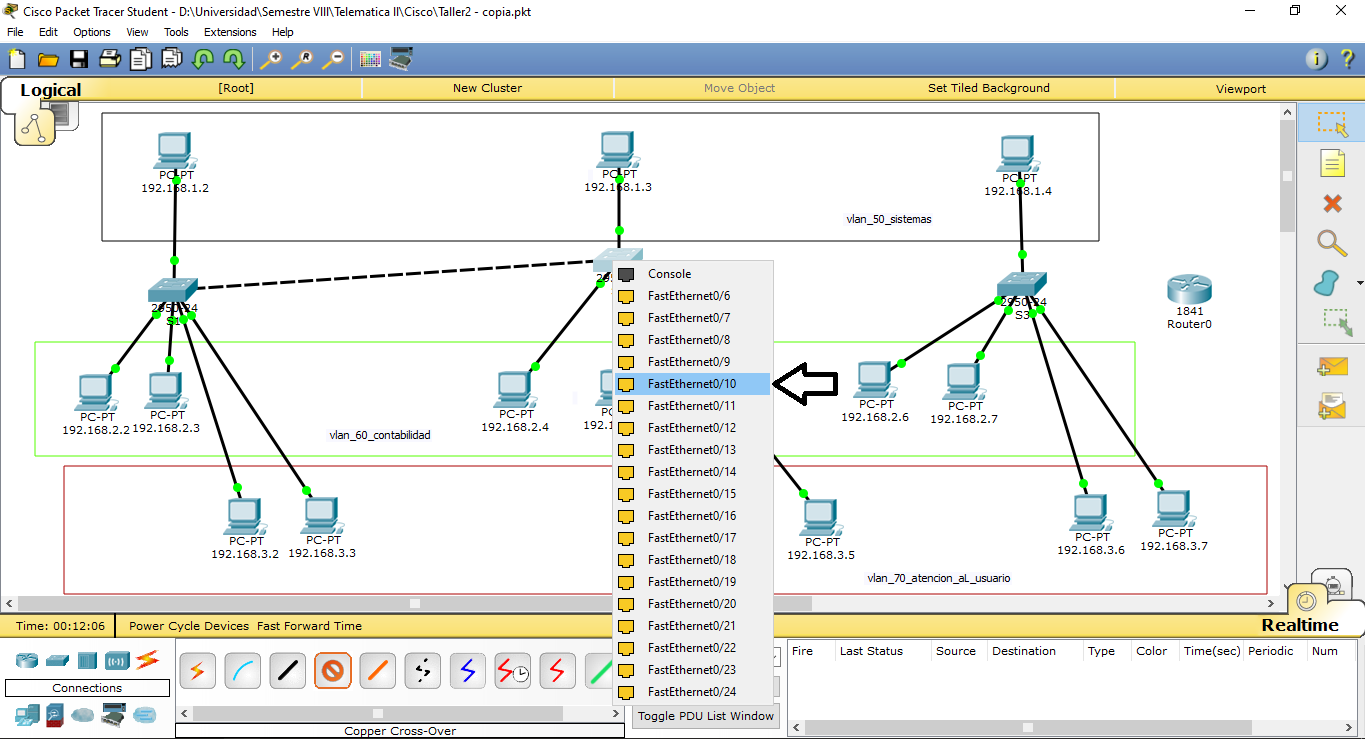 Cisco Packet Tracer Student - D:\Universidad\Semestre VIII\Telematica II\Cisco\Taller2 - copia.pkt
File Edit Options View Tools Extensions Help
Logical [Root] New Cluster Move Object Set Tiled Background Viewport
PC-PT
192.168.1.2
PC-PT
192.168.1.3
PC-PT
192.168.1.4
vlan_50_sistemas
2950-24
S1
2950-24
S3
1841
Router0
Console
FastEthernet0/6
FastEthernet0/7
FastEthernet0/8
FastEthernet0/9
FastEthernet0/10
FastEthernet0/11
FastEthernet0/12
FastEthernet0/13
FastEthernet0/14
FastEthernet0/15
FastEthernet0/16
FastEthernet0/17
FastEthernet0/18
FastEthernet0/19
FastEthernet0/20
FastEthernet0/21
FastEthernet0/22
FastEthernet0/23
FastEthernet0/24
PC-PT
192.168.2.2
PC-PT
192.168.2.3
PC-PT
192.168.2.4
PC-PT
192.168.2.6
PC-PT
192.168.2.7
vlan_60_contabilidad
PC-PT
192.168.3.2
PC-PT
192.168.3.3
PC-PT
192.168.3.5
PC-PT
192.168.3.6
PC-PT
192.168.3.7
vlan_70_atencion_aL_usuario
Time: 00:12:06 Power Cycle Devices Fast Forward Time
Realtime
Connections
Copper Cross-Over
Toggle PDU List Window
Fire Last Status Source Destination Type Color Time(sec) Periodic Num